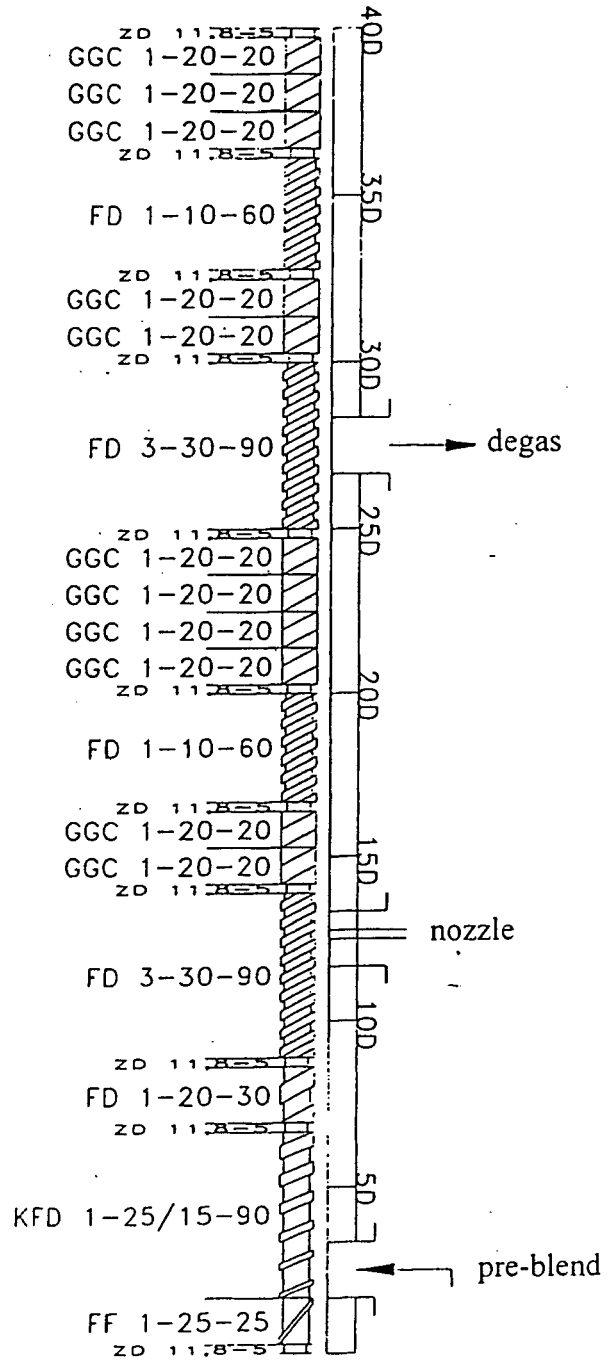 40D
ZD 11.8-5
GGC 1-20-20
GGC 1-20-20
GGC 1-20-20
ZD 11.8-5
35D
FD 1-10-60
ZD 11.8-5
GGC 1-20-20
GGC 1-20-20
ZD 11.8-5
30D
FD 3-30-90
degas
ZD 11.8-5
25D
GGC 1-20-20
GGC 1-20-20
GGC 1-20-20
GGC 1-20-20
ZD 11.8-5
20D
FD 1-10-60
ZD 11.8-5
GGC 1-20-20
GGC 1-20-20
15D
ZD 11.8-5
nozzle
FD 3-30-90
10D
ZD 11.8-5
FD 1-20-30
ZD 11.8-5
5D
KFD 1-25/15-90
pre-blend
FF 1-25-25
ZD 11.8-5